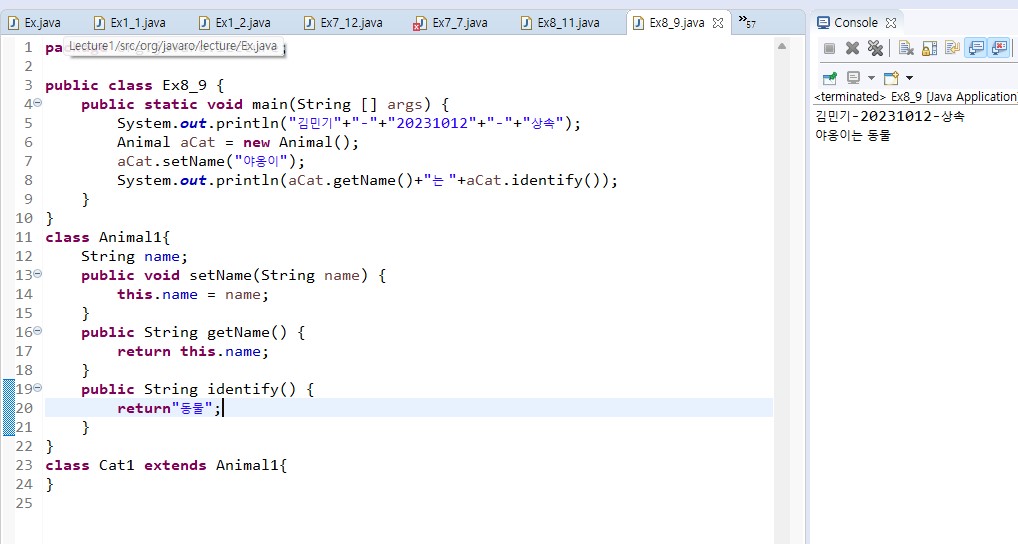 Ex.java Ex1_1.java Ex1_2.java Ex7_12.java Ex7_7.java Ex8_11.java Ex8_9.java »57
Console
Lecture1/src/org/javaro/lecture/Ex.java
<terminated> Ex8_9 [Java Application]
1 pa ;
2
3 public class Ex8_9 {
4 public static void main(String [] args) {
5 System.out.println("김민기"+"-"+"20231012"+"-"+"상속");
6 Animal aCat = new Animal();
7 aCat.setName("야옹이");
8 System.out.println(aCat.getName()+"는 "+aCat.identify());
9 }
10 }
11 class Animal1{
12 String name;
13 public void setName(String name) {
14 this.name = name;
15 }
16 public String getName() {
17 return this.name;
18 }
19 public String identify() {
20 return"동물";
21 }
22 }
23 class Cat1 extends Animal1{
24 }
25
김민기-20231012-상속
야옹이는 동물